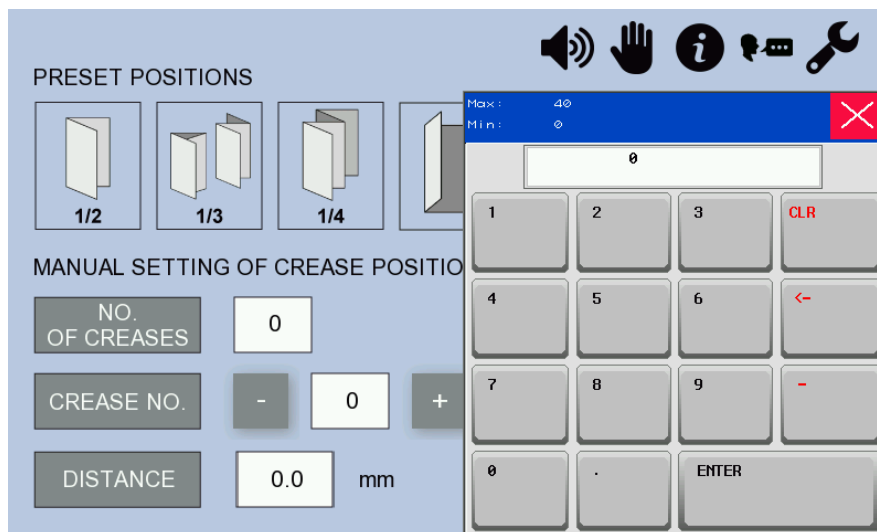 PRESET POSITIONS
1/2
1/3
1/4
MANUAL SETTING OF CREASE POSITIO
NO.
OF CREASES
0
CREASE NO.
-
0
+
DISTANCE
0.0
mm
Max: 40
Min: 0
0
1
2
3
CLR
4
5
6
<-
7
8
9
-
0
.
ENTER